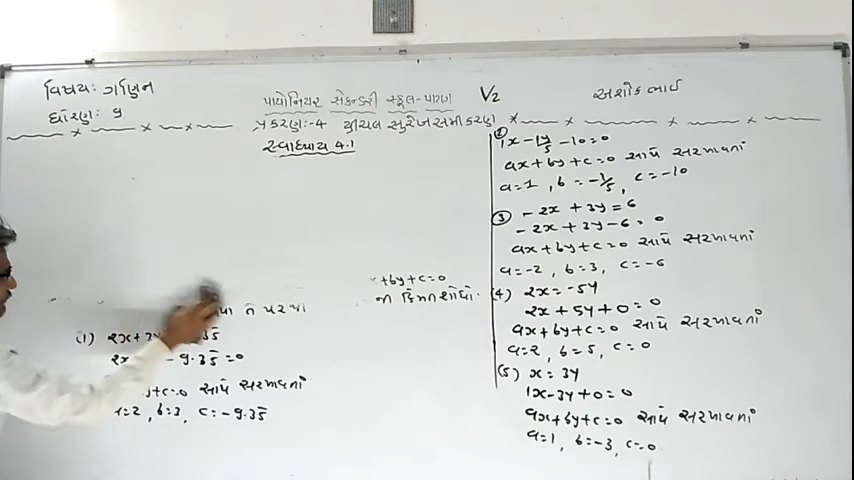 વિષય: ગણિત
ધોરણ: ૯
પાયોનિયર સેકન્ડરી સ્કૂલ-પાણ V2
અશોકભાઈ
પ્રકરણ:-4 દ્વિચલ સુરેખ સમીકરણ
સ્વાધ્યાય 4.1
+by+c=0
ની કિંમત શોધો.
તે પરથી
(1) 2x+3y 35
2x - 9.35=0
y+c=0 સાથે સરખાવતાં
a=2, b=3, c=-9.35
② 1x-1y/5-10=0
ax+by+c=0 સાથે સરખાવતાં
a=1, b=-1/5, c=-10
③ -2x+3y=6
-2x+3y-6=0
ax+by+c=0 સાથે સરખાવતાં
a=-2, b=3, c=-6
(4) 2x=-5y
2x+5y+0=0
ax+by+c=0 સાથે સરખાવતાં
a=2, b=5, c=0
(5) x=3y
1x-3y+0=0
ax+by+c=0 સાથે સરખાવતાં
a=1, b=-3, c=0